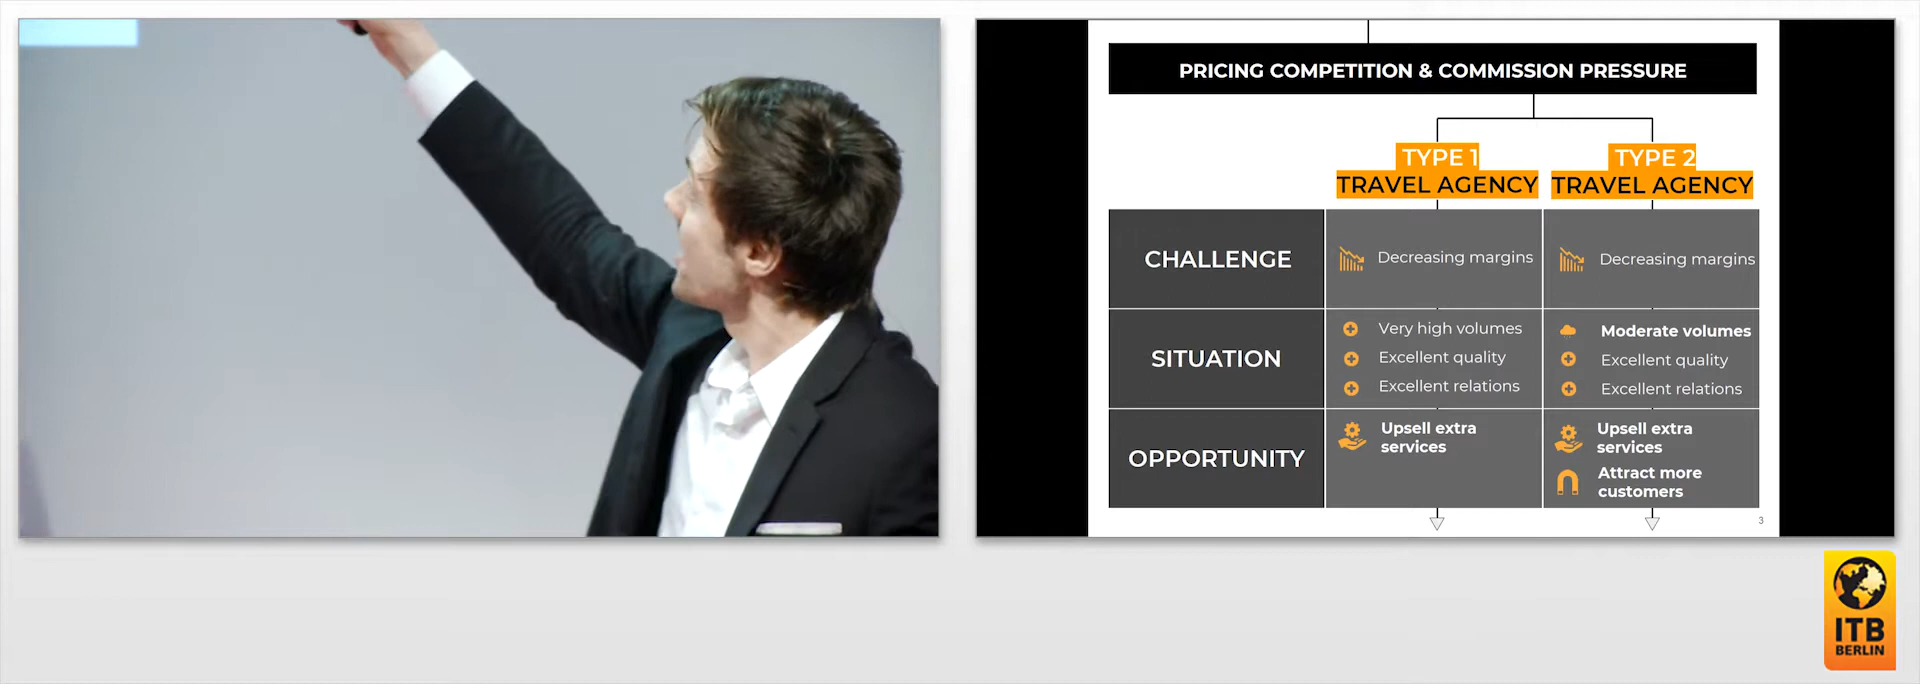 PRICING COMPETITION & COMMISSION PRESSURE
TYPE 1
TRAVEL AGENCY
TYPE 2
TRAVEL AGENCY
CHALLENGE
Decreasing margins
Decreasing margins
SITUATION
Very high volumes
Excellent quality
Excellent relations
Moderate volumes
Excellent quality
Excellent relations
OPPORTUNITY
Upsell extra
services
Upsell extra
services
Attract more
customers
3
ITB
BERLIN